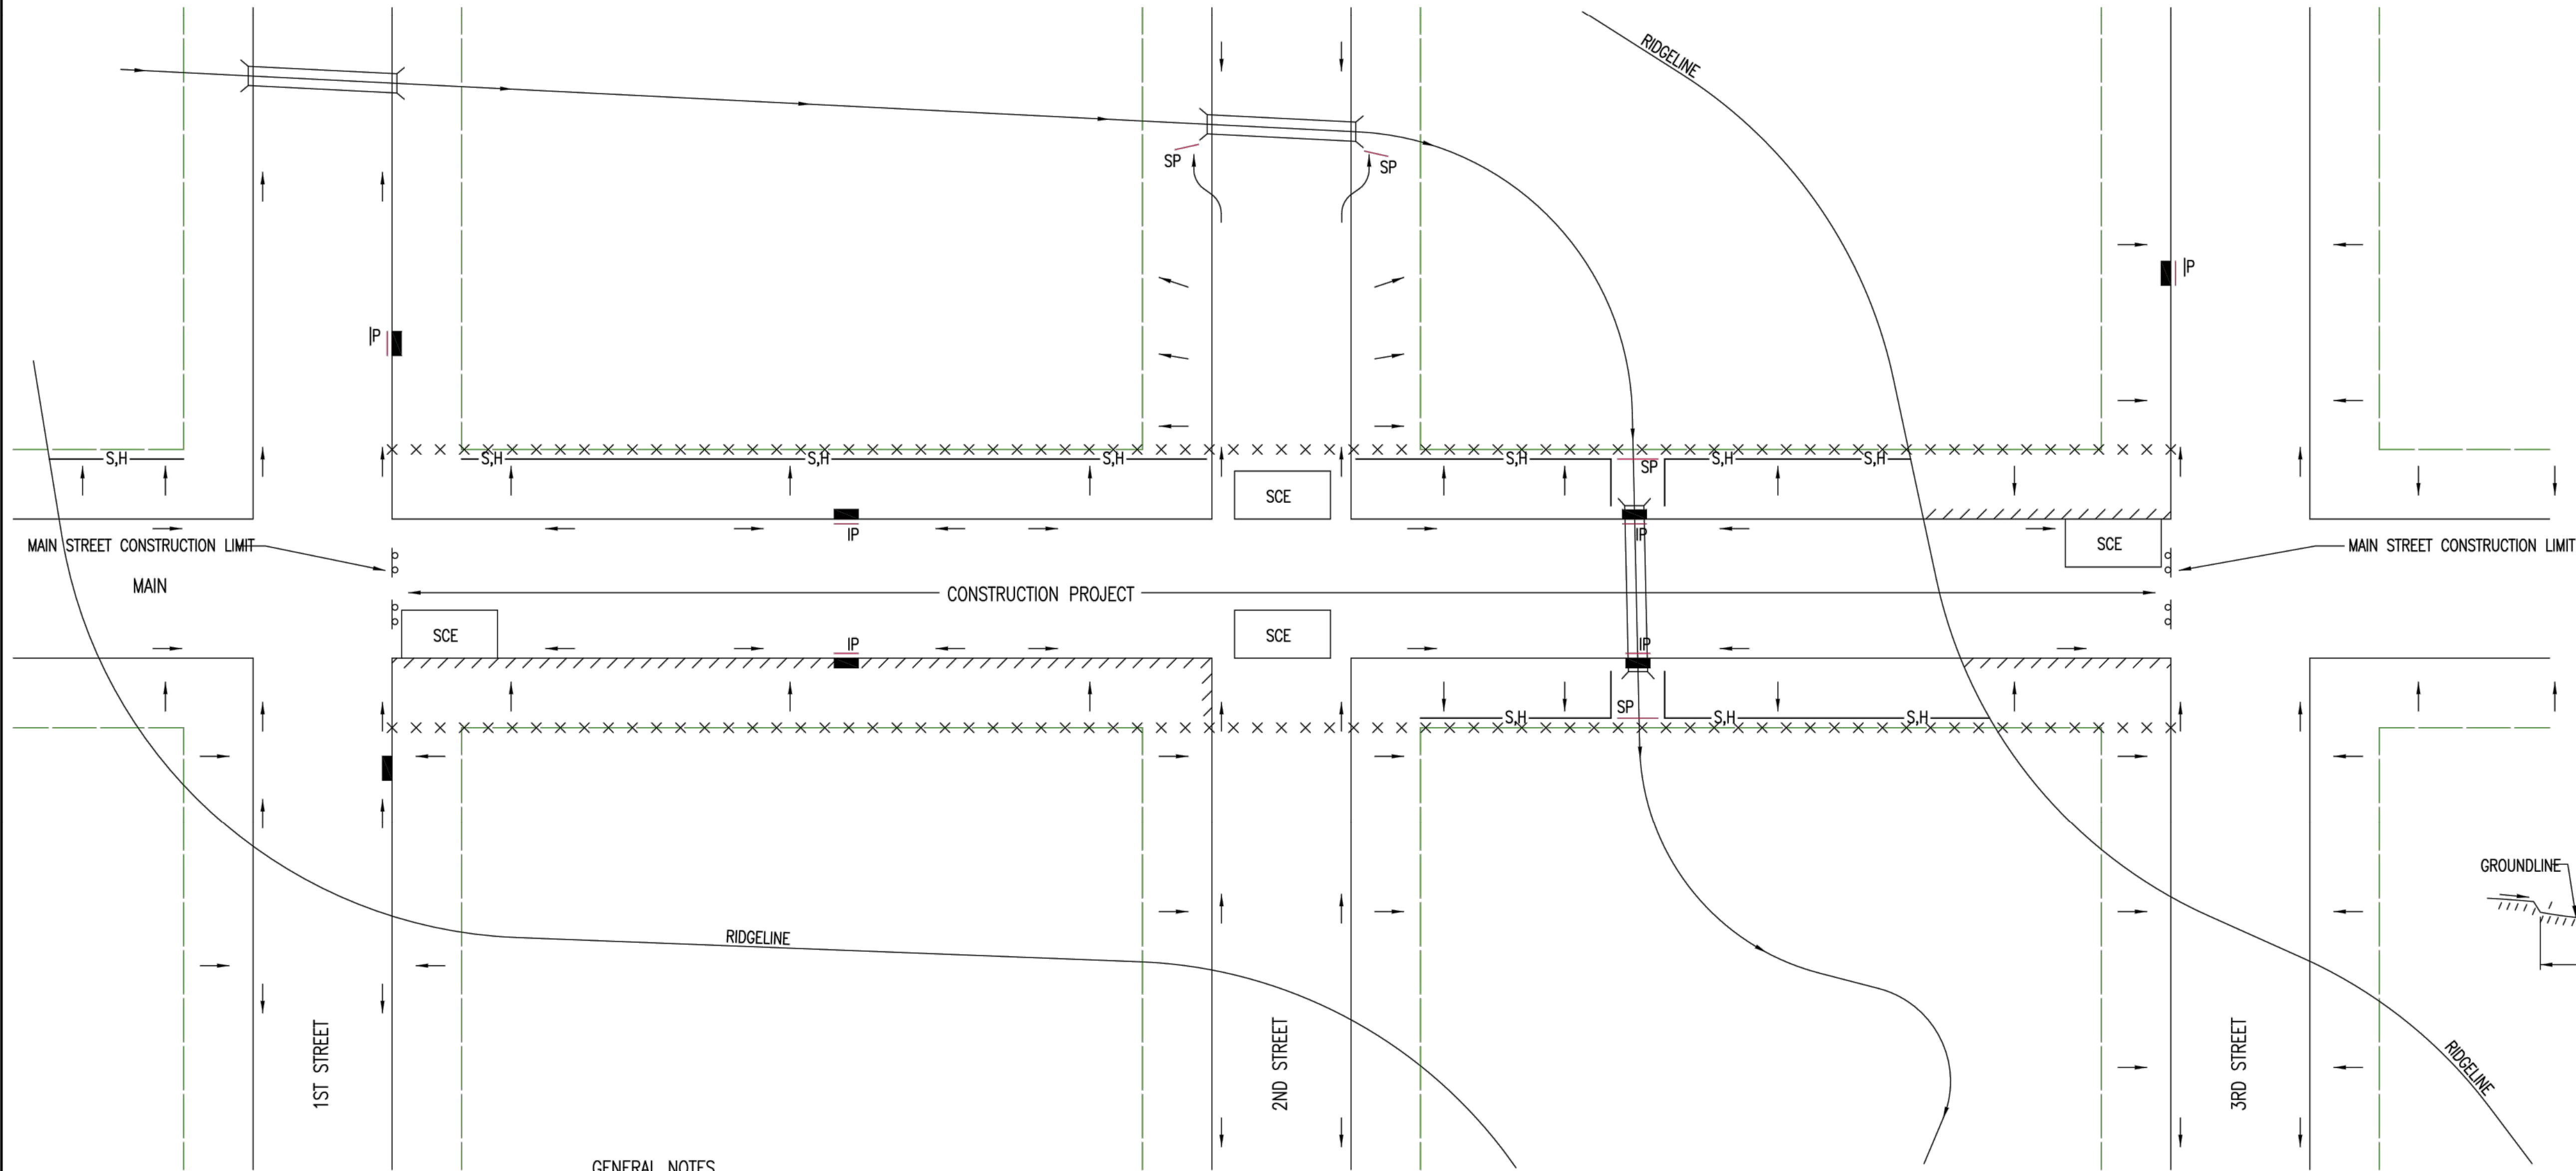 RIDGELINE
SP
SP
IP
IP
S,H
S,H
S,H
S,H
S,H
SP
S,H
S,H
SCE
IP
IP
SCE
MAIN STREET CONSTRUCTION LIMIT
MAIN STREET CONSTRUCTION LIMIT
MAIN
CONSTRUCTION PROJECT
SCE
SCE
IP
IP
SP
S,H
S,H
S,H
GROUNDLINE
RIDGELINE
1ST STREET
2ND STREET
3RD STREET
RIDGELINE
GENERAL NOTES